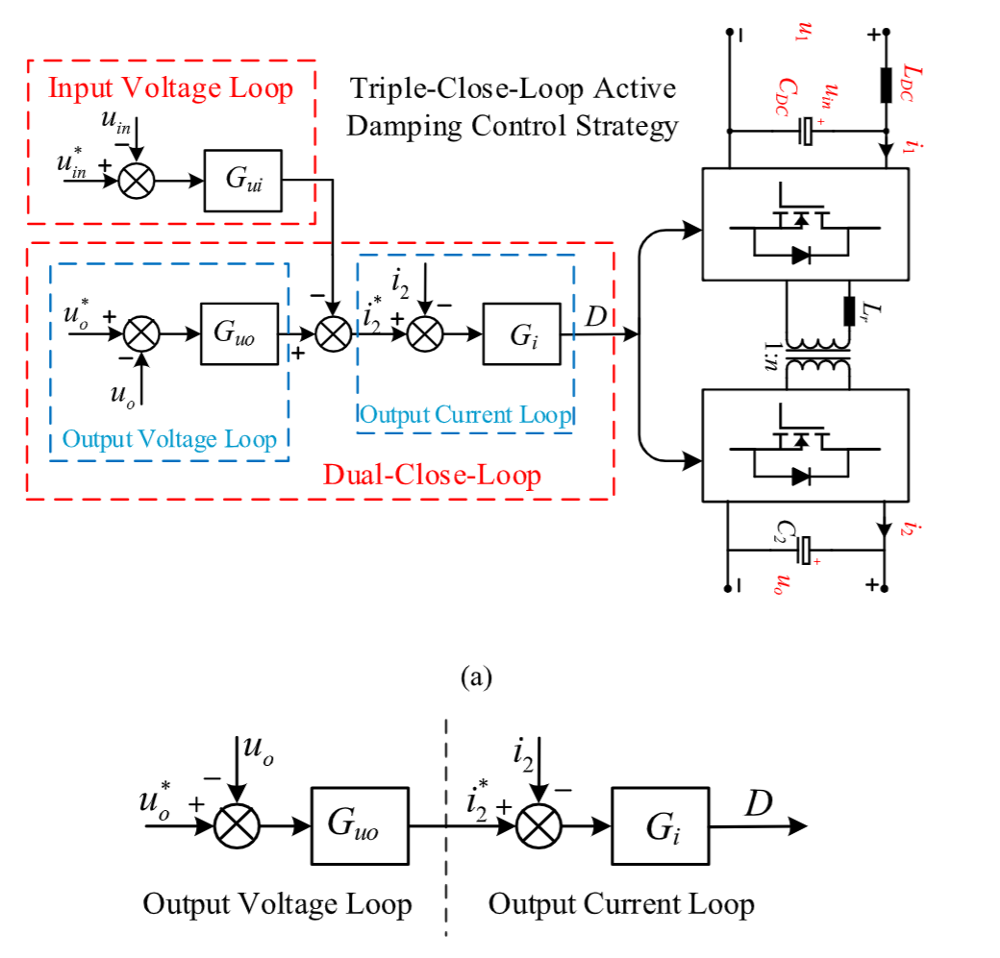 Input Voltage Loop
u_in
−
u*_in +
G_ui
Triple-Close-Loop Active
Damping Control Strategy
− u_1 +
L_DC
C_DC
u_in
+
i_1
u*_o +
−
u_o
G_uo
Output Voltage Loop
−
+
i_2
−
i*_2 +
G_i
Output Current Loop
D
Dual-Close-Loop
L_r
1:n
i_2
C_2
+
− u_o +
(a)
u_o
−
u*_o +
G_uo
i_2
−
i*_2 +
G_i
D
Output Voltage Loop
Output Current Loop